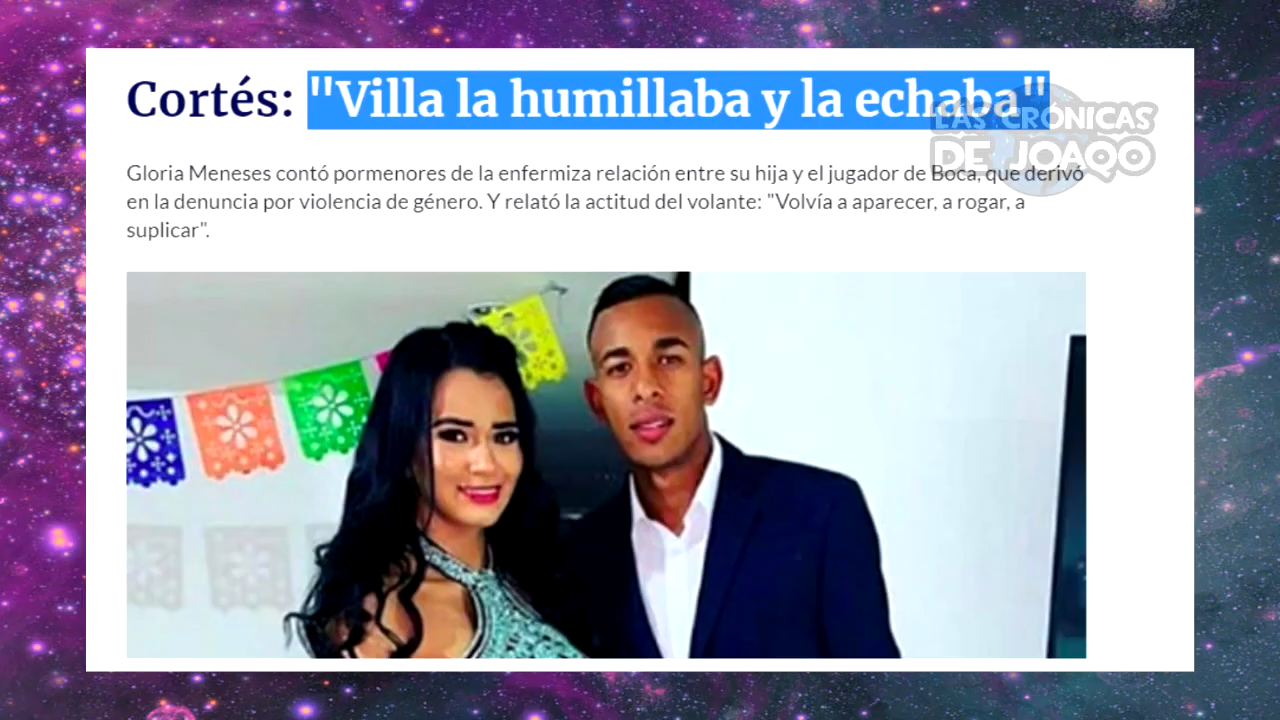 Cortés: "Villa la humillaba y la echaba"
LAS CRÓNICAS
DE JOAQO
Gloria Meneses contó pormenores de la enfermiza relación entre su hija y el jugador de Boca, que derivó
en la denuncia por violencia de género. Y relató la actitud del volante: "Volvía a aparecer, a rogar, a
suplicar".